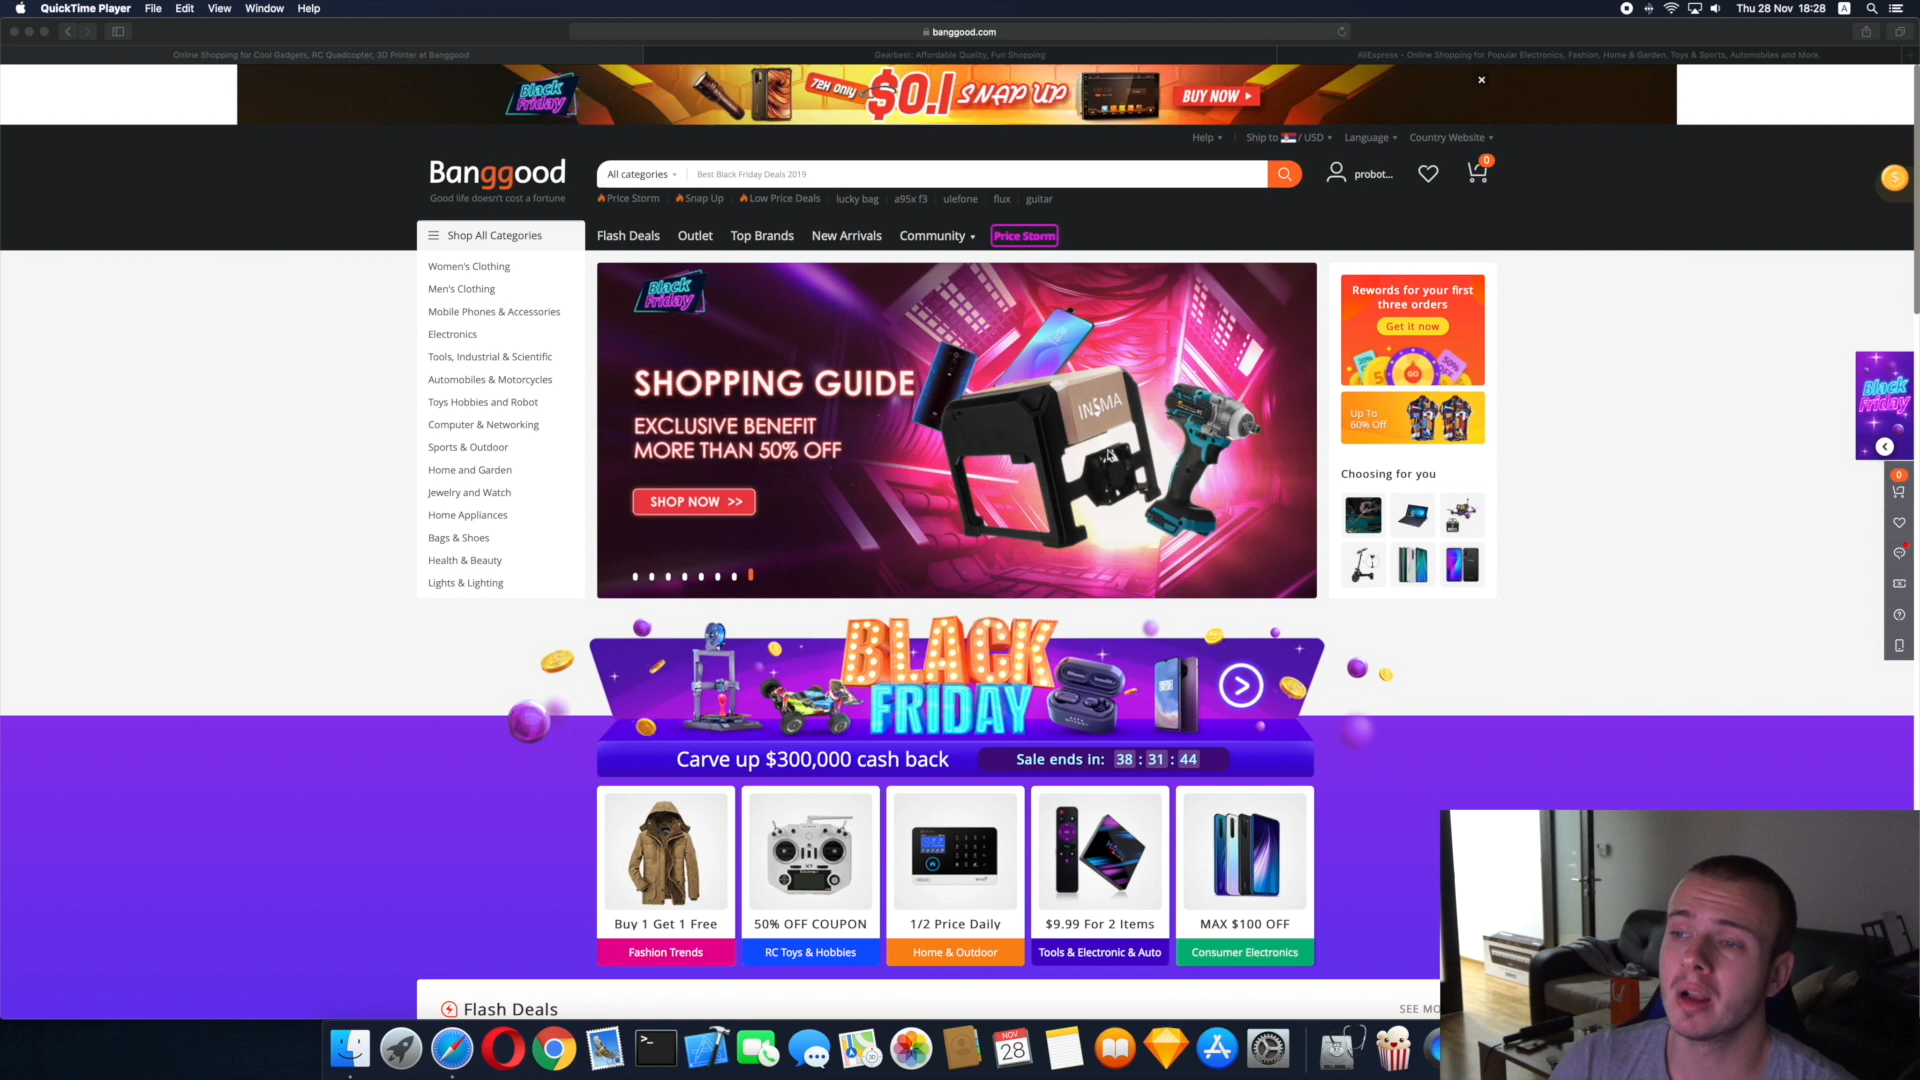 QuickTime Player File Edit View Window Help
Thu 28 Nov 18:28 A
banggood.com
Online Shopping for Cool Gadgets, RC Quadcopter, 3D Printer at Banggood
Gearbest: Affordable Quality, Fun Shopping
AliExpress - Online Shopping for Popular Electronics, Fashion, Home & Garden, Toys & Sports, Automobiles and More.
Black Friday
72H ONLY $0.1 SNAP UP
BUY NOW
Help Ship to / USD Language Country Website
Banggood
Good life doesn't cost a fortune
All categories Best Black Friday Deals 2019
probot...
0
Price Storm Snap Up Low Price Deals lucky bag a95x f3 ulefone flux guitar
Shop All Categories
Flash Deals Outlet Top Brands New Arrivals Community Price Storm
Women's Clothing
Men's Clothing
Mobile Phones & Accessories
Electronics
Tools, Industrial & Scientific
Automobiles & Motorcycles
Toys Hobbies and Robot
Computer & Networking
Sports & Outdoor
Home and Garden
Jewelry and Watch
Home Appliances
Bags & Shoes
Health & Beauty
Lights & Lighting
Black Friday
SHOPPING GUIDE
EXCLUSIVE BENEFIT
MORE THAN 50% OFF
SHOP NOW >>
INSMA
Rewords for your first
three orders
Get it now
GO
Up To
60% Off
Choosing for you
Black Friday
0
BLACK
FRIDAY
Carve up $300,000 cash back
Sale ends in: 38 : 31 : 44
Buy 1 Get 1 Free
Fashion Trends
50% OFF COUPON
RC Toys & Hobbies
1/2 Price Daily
Home & Outdoor
$9.99 For 2 Items
Tools & Electronic & Auto
MAX $100 OFF
Consumer Electronics
Flash Deals
SEE MO
NOV
28